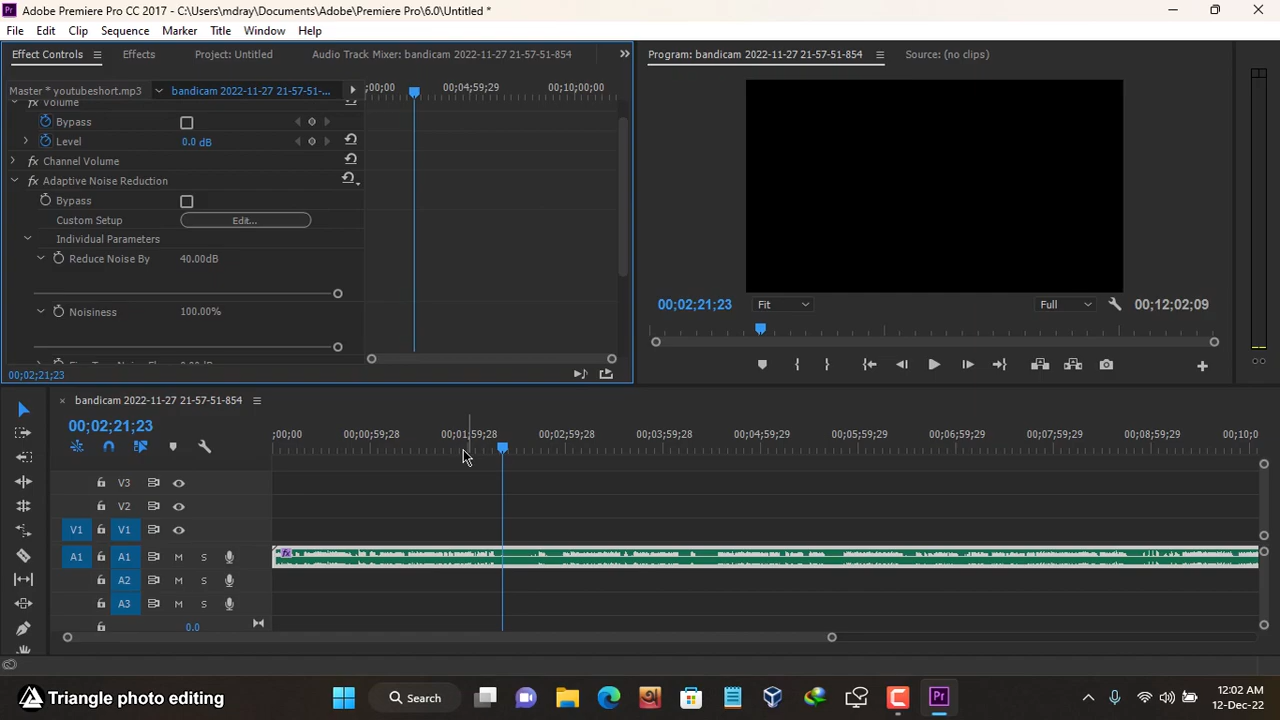 Adobe Premiere Pro CC 2017 - C:\Users\mdray\Documents\Adobe\Premiere Pro\6.0\Untitled *
File Edit Clip Sequence Marker Title Window Help
Effect Controls Effects Project: Untitled Audio Track Mixer: bandicam 2022-11-27 21-57-51-854 Program: bandicam 2022-11-27 21-57-51-854 Source: (no clips)
Master * youtubeshort.mp3 bandicam 2022-11-27 21-57-51-... ;00;00 00;04;59;29 00;10;00;00
Volume
Bypass
Level 0.0 dB
Channel Volume
Adaptive Noise Reduction
Bypass
Custom Setup Edit...
Individual Parameters
Reduce Noise By 40.00dB
Noisiness 100.00%
00;02;21;23 Fit Full 00;12;02;09
00;02;21;23
bandicam 2022-11-27 21-57-51-854
00;02;21;23
;00;00 00;00;59;28 00;01;59;28 00;02;59;28 00;03;59;28 00;04;59;29 00;05;59;29 00;06;59;29 00;07;59;29 00;08;59;29 00;10;0
V3
V2
V1 V1
A1 A1 M S
A2 M S
A3 M S
0.0
Triangle photo editing Search 12:02 AM
12-Dec-22